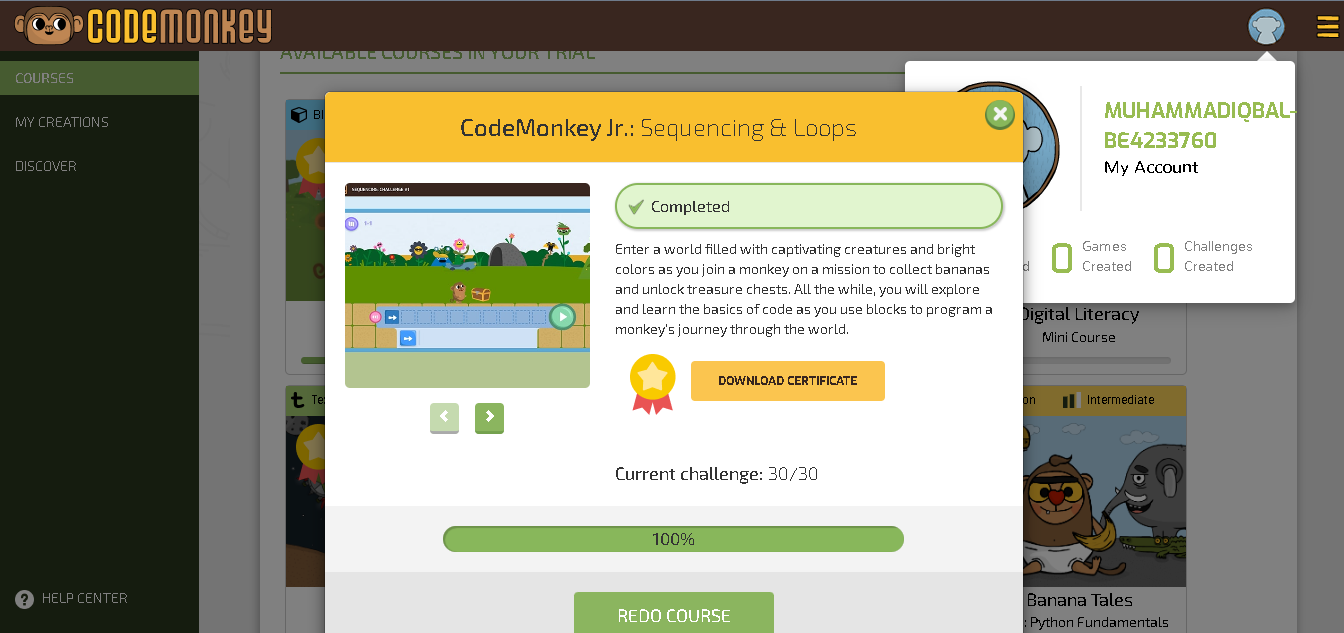 CODEMONKEY
AVAILABLE COURSES IN YOUR TRIAL
COURSES
MY CREATIONS
DISCOVER
HELP CENTER
MUHAMMADIQBAL-
BE4233760
My Account
0 Games
Created
0 Challenges
Created
CodeMonkey Jr.: Sequencing & Loops
SEQUENCING, CHALLENGE #1
1-1
Completed
Enter a world filled with captivating creatures and bright
colors as you join a monkey on a mission to collect bananas
and unlock treasure chests. All the while, you will explore
and learn the basics of code as you use blocks to program a
monkey's journey through the world.
DOWNLOAD CERTIFICATE
Current challenge: 30/30
100%
REDO COURSE
Digital Literacy
Mini Course
Intermediate
Banana Tales
: Python Fundamentals